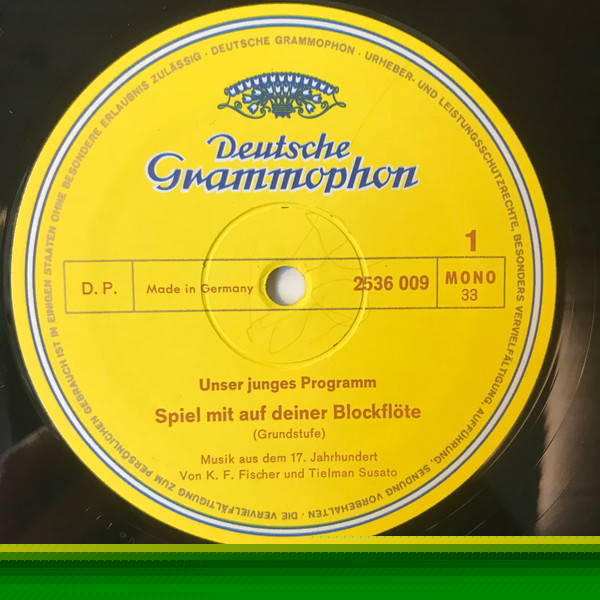 · DEUTSCHE GRAMMOPHON · URHEBER- UND LEISTUNGSSCHUTZRECHTE, BESONDERS VERVIELFÄLTIGUNG, AUFFÜHRUNG, SENDUNG VORBEHALTEN · DIE VERVIELFÄLTIGUNG ZUM PERSÖNLICHEN GEBRAUCH IST IN EINIGEN STAATEN OHNE BESONDERE ERLAUBNIS ZULÄSSIG
Deutsche
Grammophon
1
D. P. Made in Germany 2536 009 MONO
33
Unser junges Programm
Spiel mit auf deiner Blockflöte
(Grundstufe)
Musik aus dem 17. Jahrhundert
Von K. F. Fischer und Tielman Susato